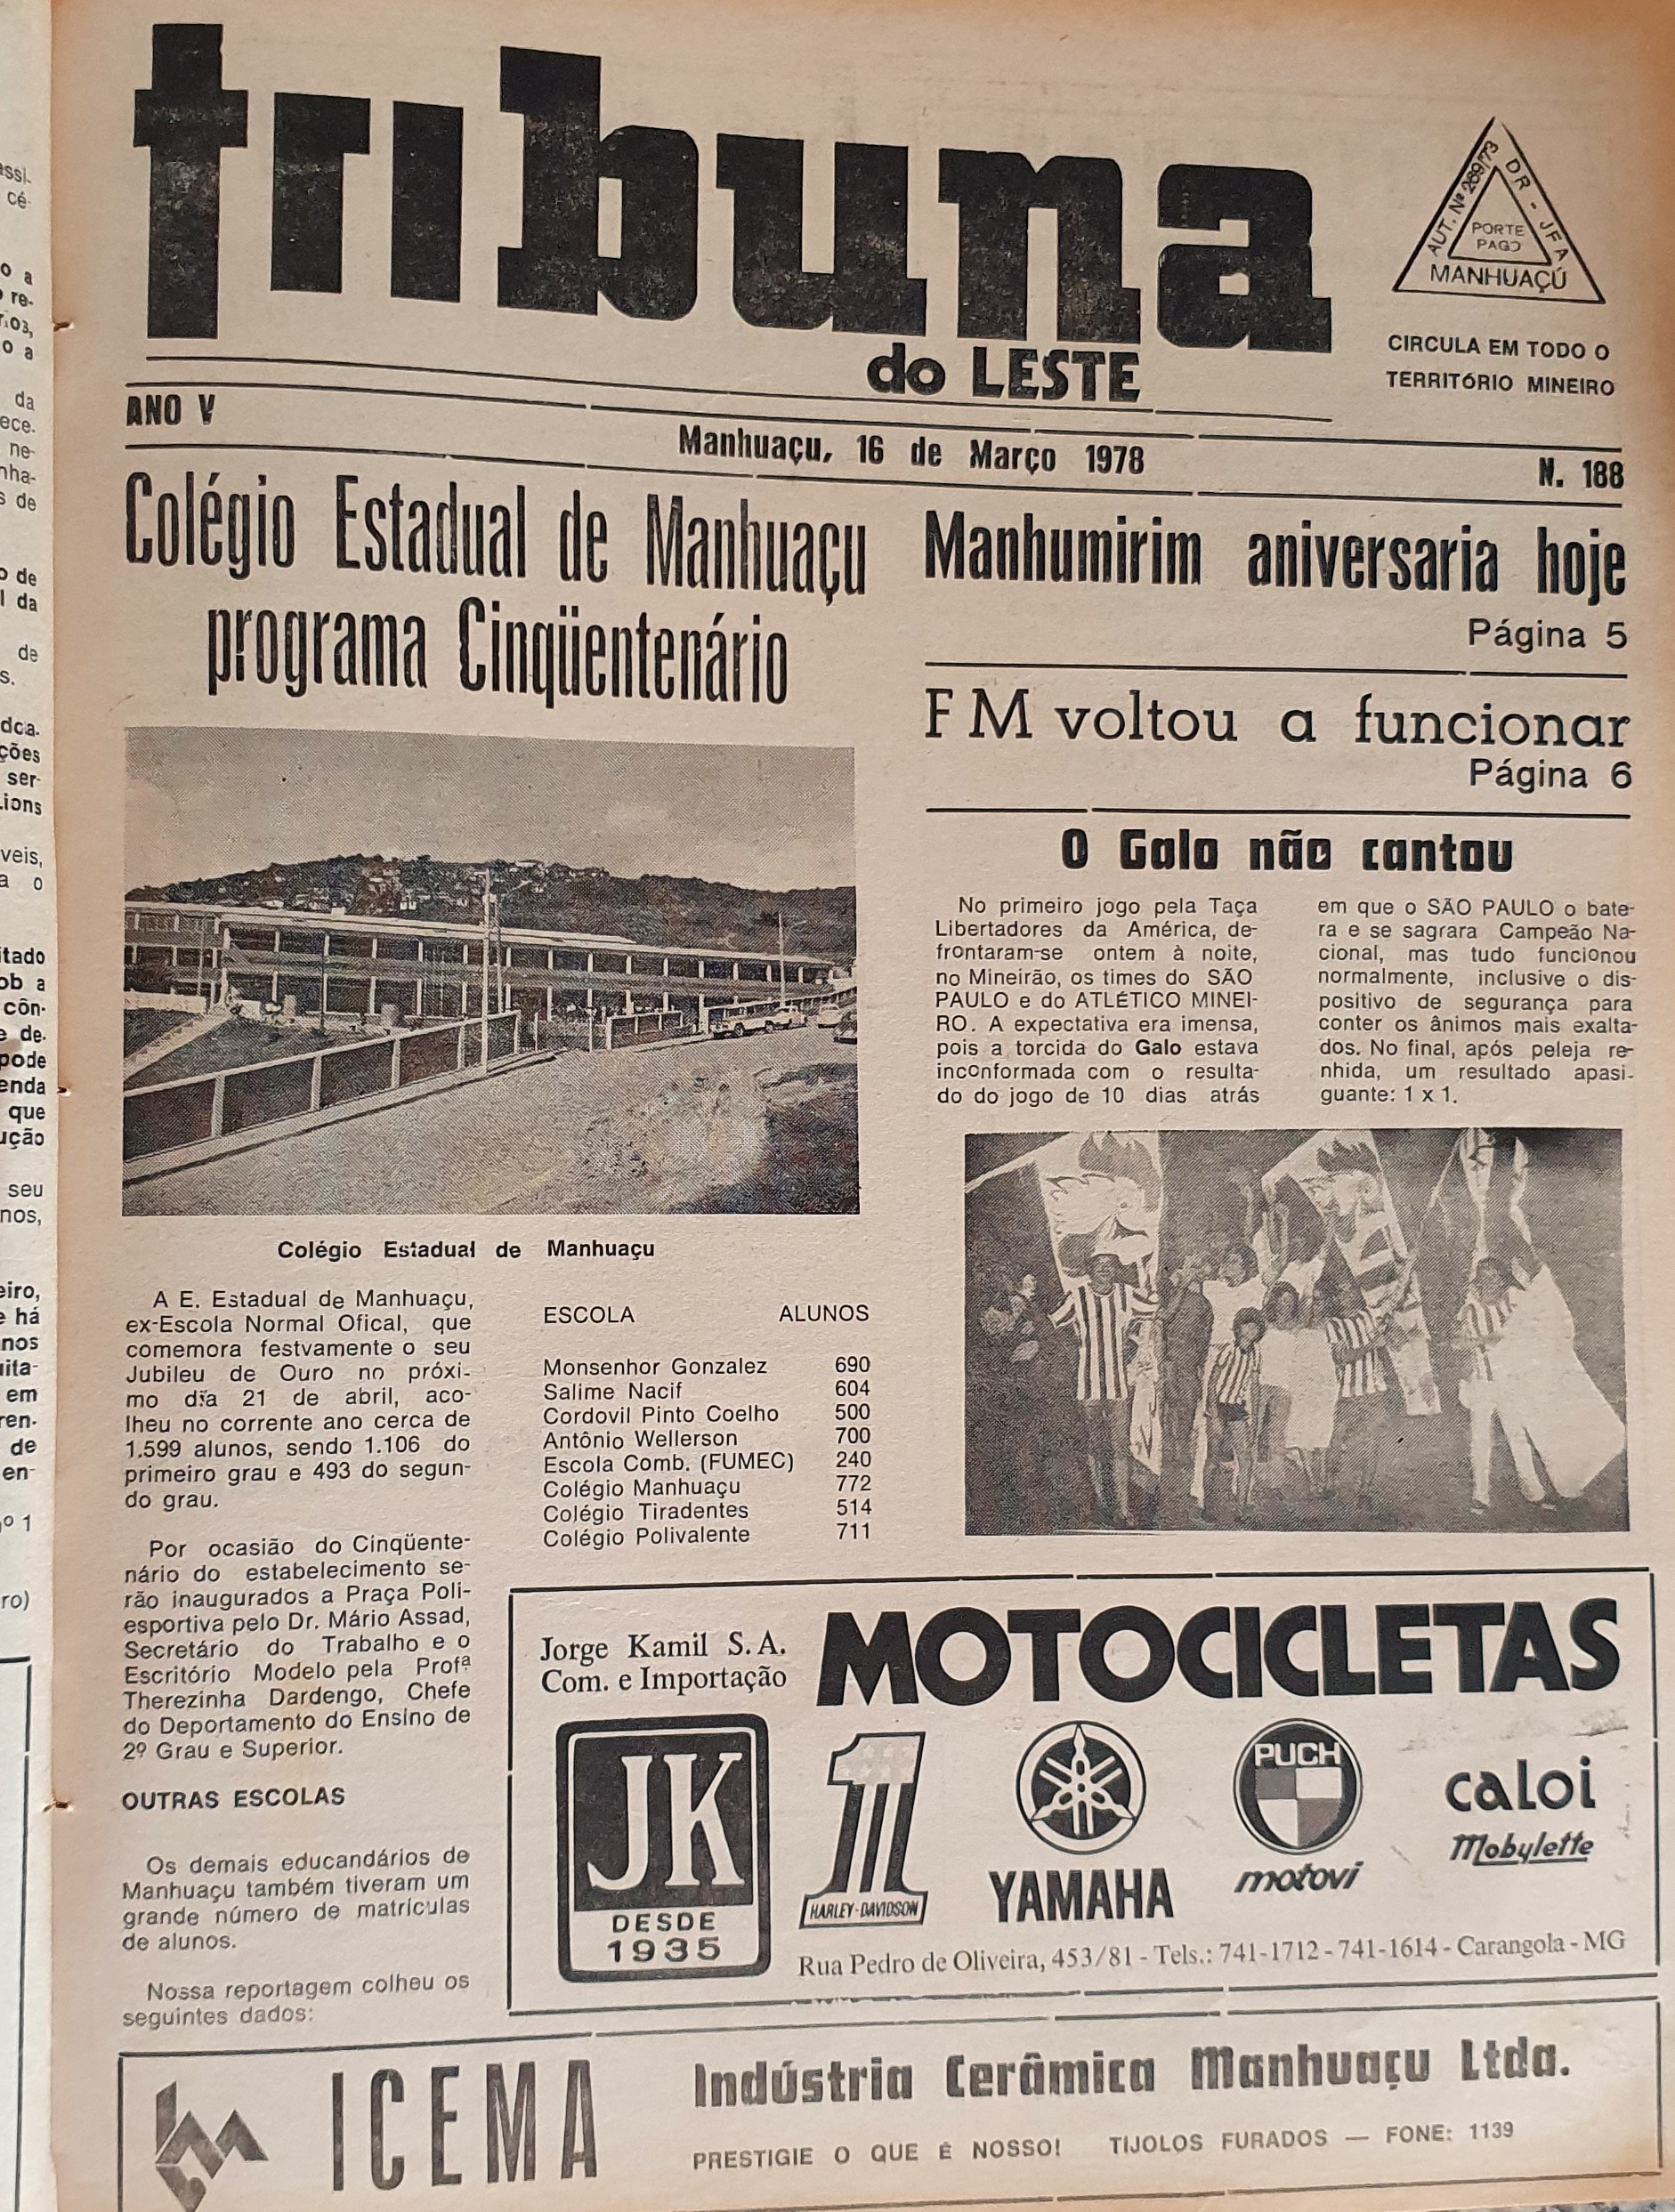 tribuna
do LESTE
AUT. Nº 269/73
DR - JFA
PORTE
PAGO
MANHUAÇÚ
CIRCULA EM TODO O
TERRITÓRIO MINEIRO
ANO V
Manhuaçu, 16 de Março 1978
N. 188
Colégio Estadual de Manhuaçu
programa Cinqüentenário
Colégio Estadual de Manhuaçu
A E. Estadual de Manhuaçu,
ex-Escola Normal Ofical, que
comemora festvamente o seu
Jubileu de Ouro no próxi-
mo dia 21 de abril, aco-
lheu no corrente ano cerca de
1.599 alunos, sendo 1.106 do
primeiro grau e 493 do segun-
do grau.
Por ocasião do Cinqüente-
nário do estabelecimento se-
rão inaugurados a Praça Poli-
esportiva pelo Dr. Mário Assad,
Secretário do Trabalho e o
Escritório Modelo pela Profª
Therezinha Dardengo, Chefe
do Deportamento do Ensino de
2º Grau e Superior.
OUTRAS ESCOLAS
Os demais educandários de
Manhuaçu também tiveram um
grande número de matrículas
de alunos.
Nossa reportagem colheu os
seguintes dados:
ESCOLA ALUNOS
Monsenhor Gonzalez 690
Salime Nacif 604
Cordovil Pinto Coelho 500
Antônio Wellerson 700
Escola Comb. (FUMEC) 240
Colégio Manhuaçu 772
Colégio Tiradentes 514
Colégio Polivalente 711
Manhumirim aniversaria hoje
Página 5
FM voltou a funcionar
Página 6
O Galo não cantou
No primeiro jogo pela Taça
Libertadores da América, de-
frontaram-se ontem à noite,
no Mineirão, os times do SÃO
PAULO e do ATLÉTICO MINEI-
RO. A expectativa era imensa,
pois a torcida do Galo estava
inconformada com o resulta-
do do jogo de 10 dias atrás
em que o SÃO PAULO o bate-
ra e se sagrara Campeão Na-
cional, mas tudo funcionou
normalmente, inclusive o dis-
positivo de segurança para
conter os ânimos mais exalta-
dos. No final, após peleja re-
nhida, um resultado apasi-
guante: 1 x 1.
Jorge Kamil S.A.
Com. e Importação
MOTOCICLETAS
JK
DESDE
1935
1
HARLEY-DAVIDSON
YAMAHA
PUCH
motovi
caloi
Mobylette
Rua Pedro de Oliveira, 453/81 - Tels.: 741-1712 - 741-1614 - Carangola - MG
ICEMA
Indústria Cerâmica Manhuaçu Ltda.
PRESTIGIE O QUE É NOSSO! TIJOLOS FURADOS — FONE: 1139